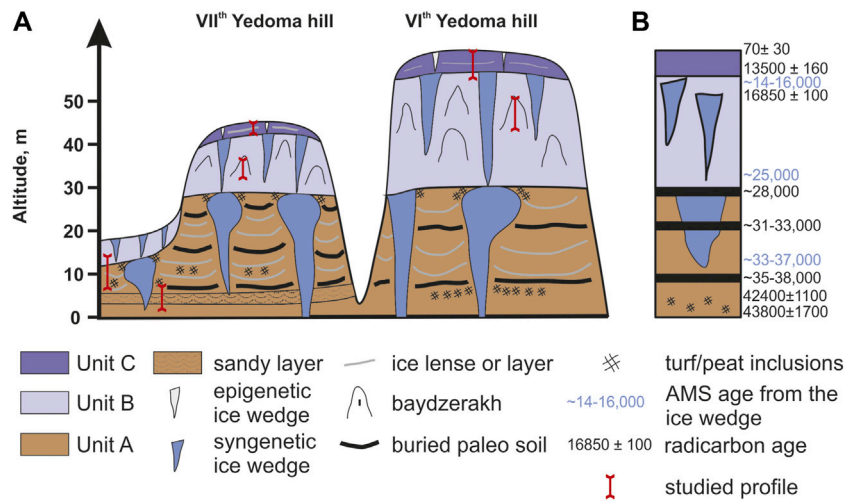 A
VIIth Yedoma hill
VIth Yedoma hill
B
Altitude, m
50
40
30
20
10
0
70± 30
13500 ± 160
~14-16,000
16850 ± 100
~25,000
~28,000
~31-33,000
~33-37,000
~35-38,000
42400±1100
43800±1700
Unit C
sandy layer
ice lense or layer
turf/peat inclusions
Unit B
epigenetic
ice wedge
baydzerakh
~14-16,000
AMS age from the
ice wedge
Unit A
syngenetic
ice wedge
buried paleo soil
16850 ± 100
radicarbon age
studied profile